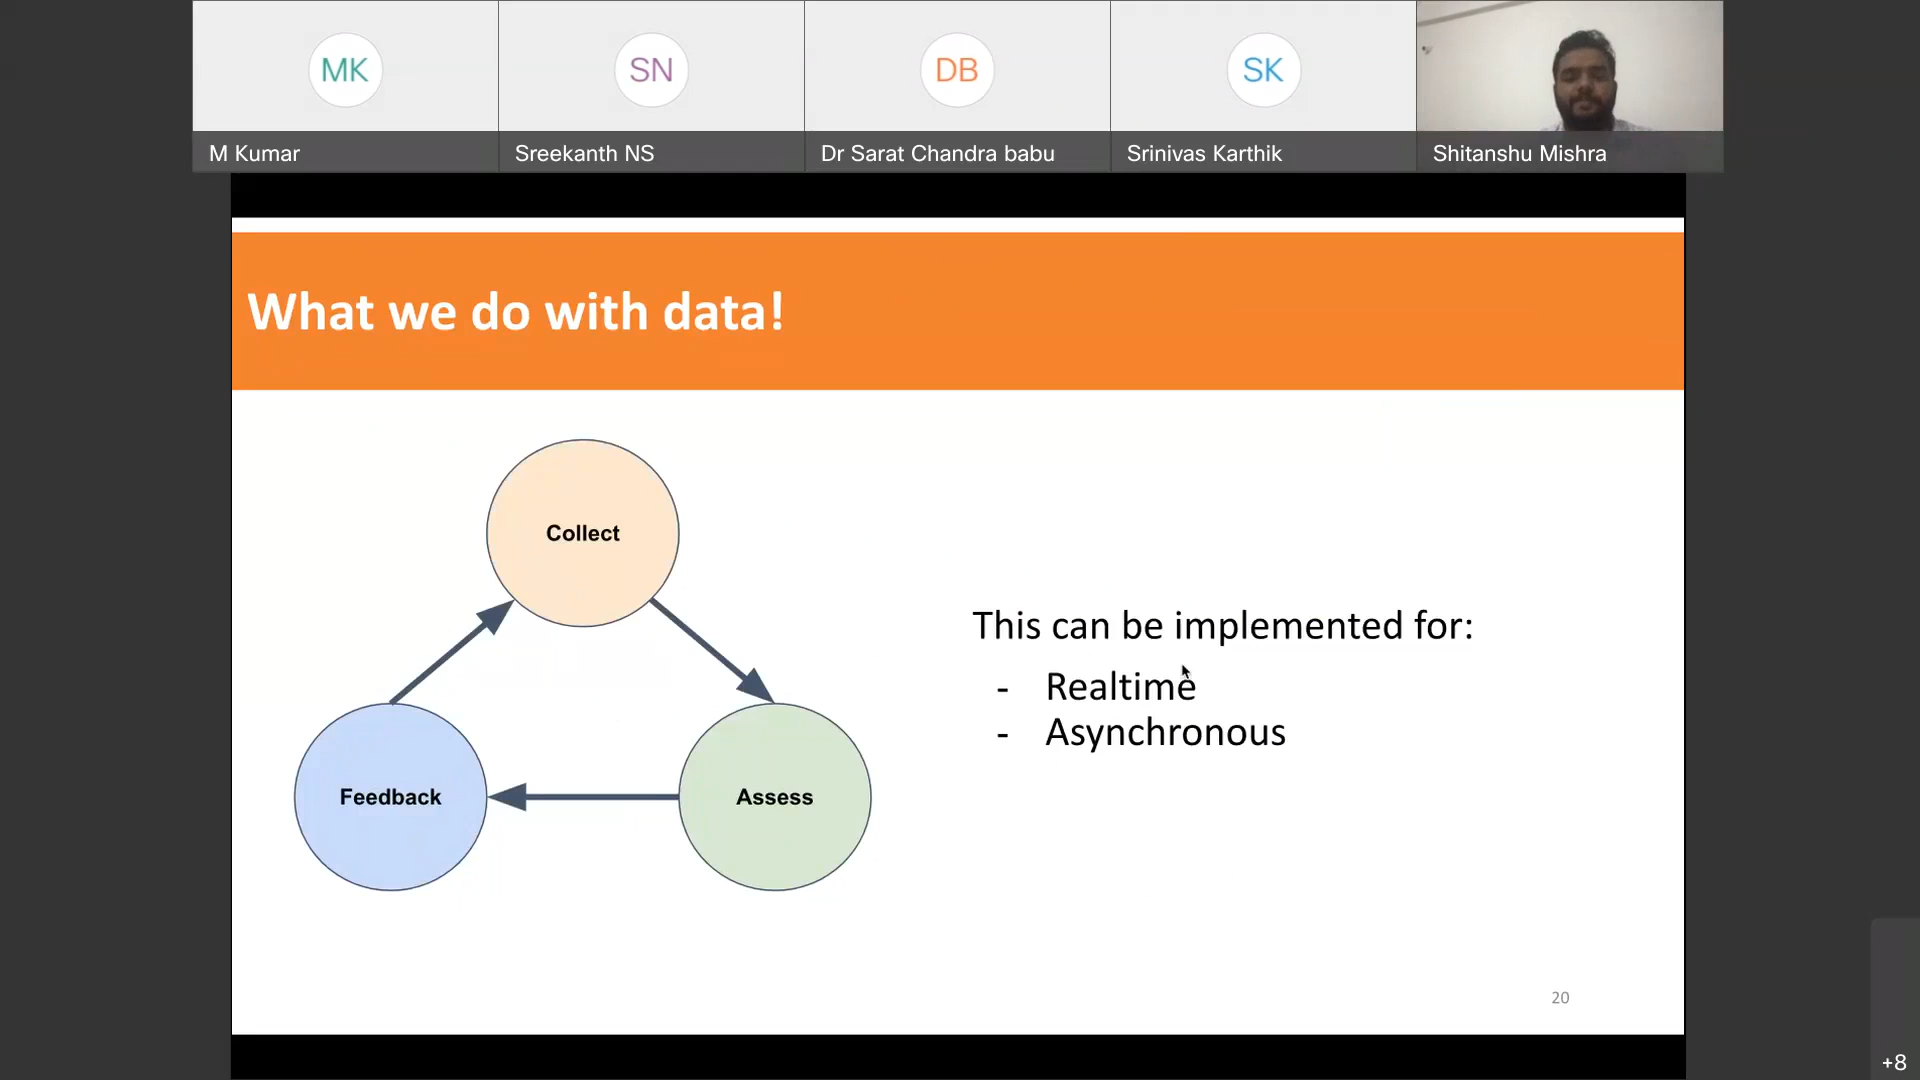 MK
SN
DB
SK
M Kumar
Sreekanth NS
Dr Sarat Chandra babu
Srinivas Karthik
Shitanshu Mishra
What we do with data!
Collect
Feedback
Assess
This can be implemented for:
- Realtime
- Asynchronous
20
+8